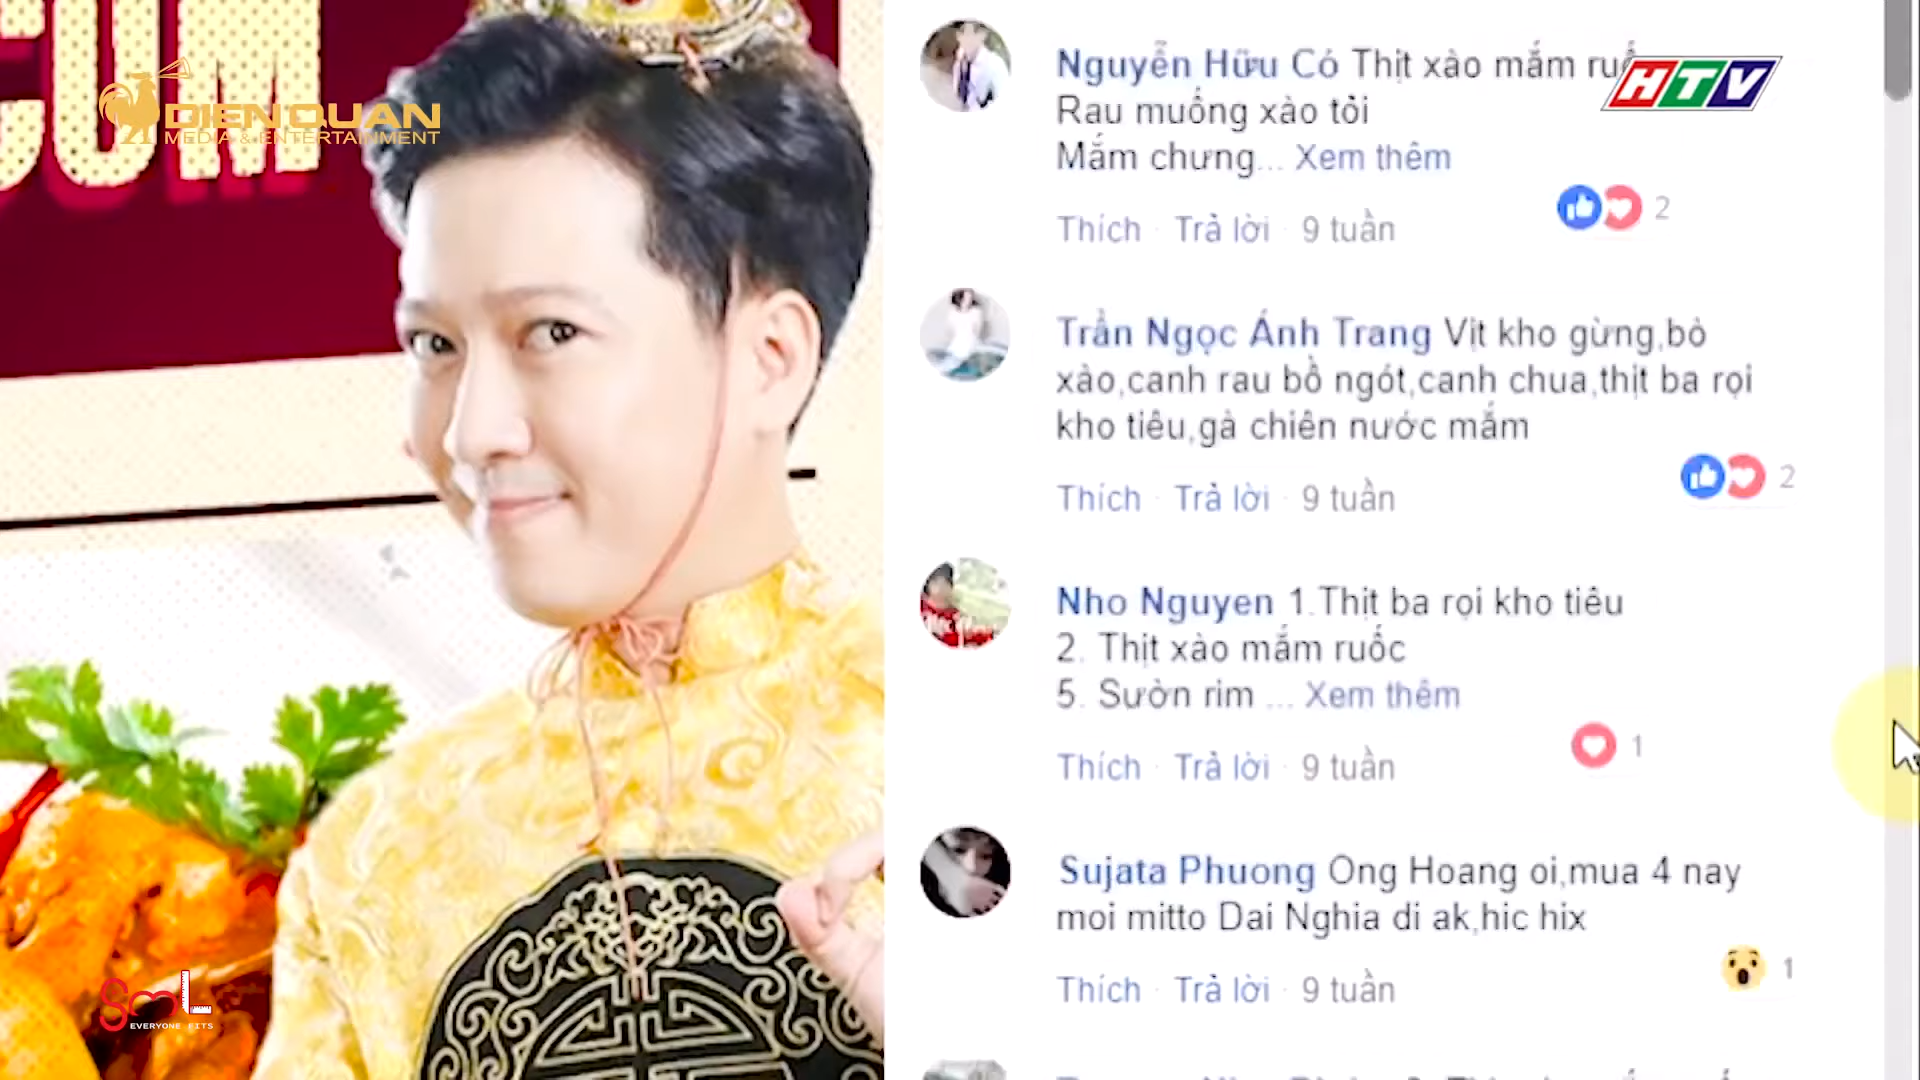 CƠM
DIEN QUAN
MEDIA & ENTERTAINMENT
HTV
Nguyễn Hữu Có Thịt xào mắm
Rau muống xào tỏi
Mắm chưng... Xem thêm
Thích · Trả lời · 9 tuần
2
Trần Ngọc Ánh Trang Vịt kho gừng,bò
xào,canh rau bồ ngót,canh chua,thịt ba rọi
kho tiêu,gà chiên nước mắm
Thích · Trả lời · 9 tuần
2
Nho Nguyen 1.Thịt ba rọi kho tiêu
2. Thịt xào mắm ruốc
5. Sườn rim ... Xem thêm
Thích · Trả lời · 9 tuần
1
Sujata Phuong Ong Hoang oi,mua 4 nay
moi mitto Dai Nghia di ak,hic hix
Thích · Trả lời · 9 tuần
1
SML
EVERYONE FITS